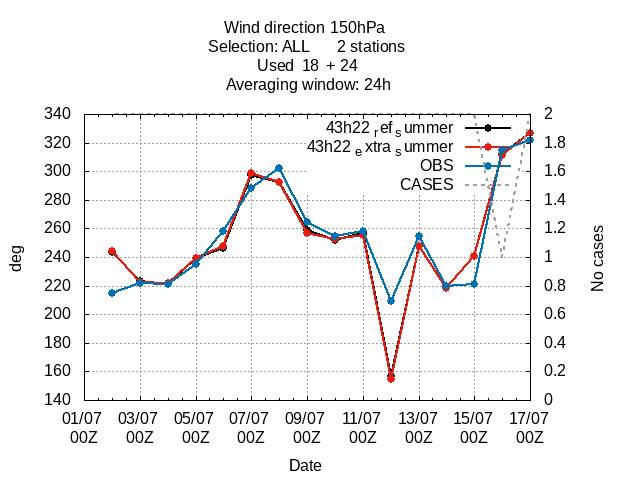 Wind direction 150hPa
Selection: ALL 2 stations
Used 18 + 24
Averaging window: 24h
340 2
320 1.8
300 1.6
280 1.4
260 1.2
240 1
220 0.8
200 0.6
180 0.4
160 0.2
140 0
43h22 refsummer
43h22 extrasummer
OBS
CASES
deg
No cases
01/07 03/07 05/07 07/07 09/07 11/07 13/07 15/07 17/07
00Z 00Z 00Z 00Z 00Z 00Z 00Z 00Z 00Z
Date